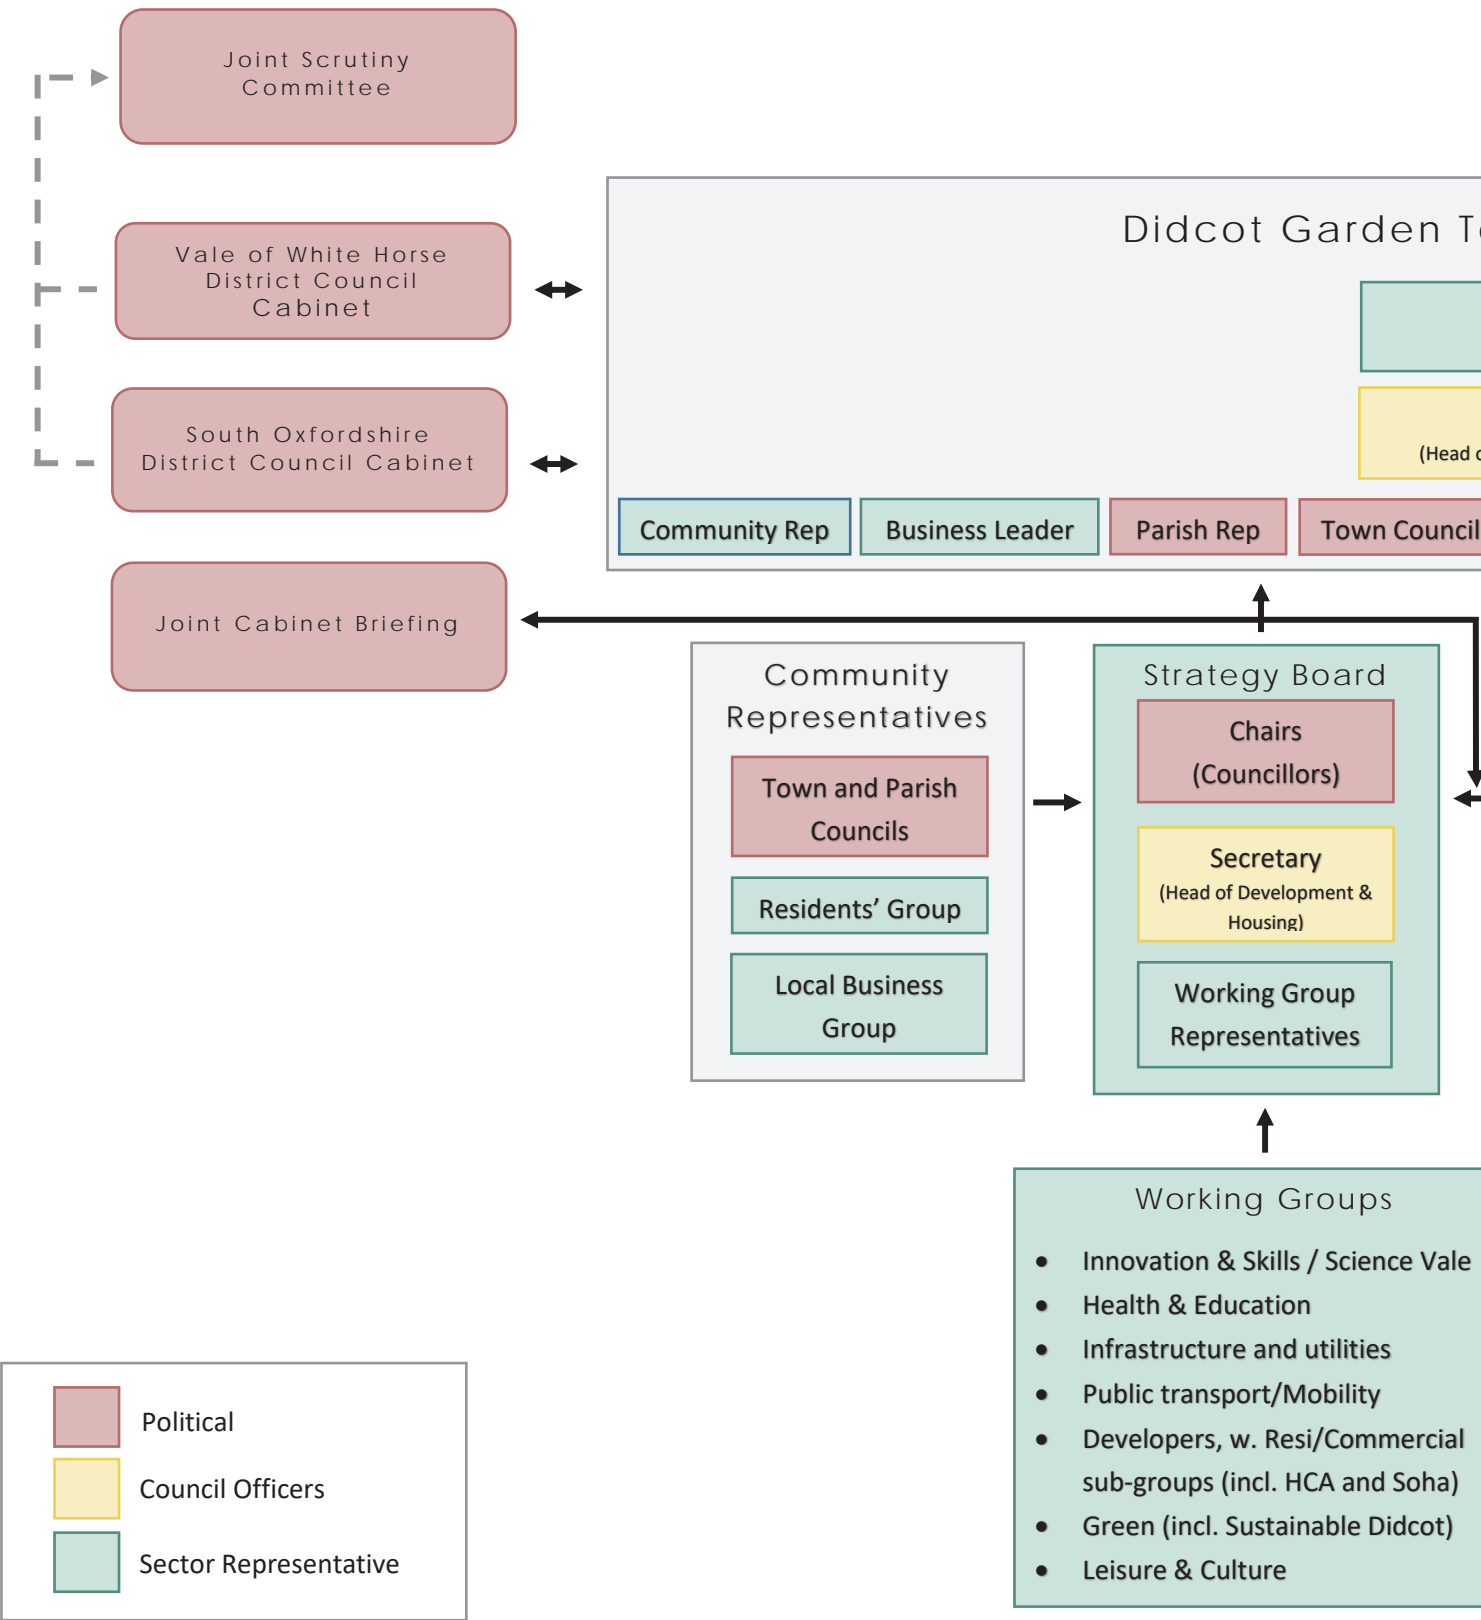 Joint Scrutiny
Committee
Vale of White Horse
District Council
Cabinet
South Oxfordshire
District Council Cabinet
Joint Cabinet Briefing
Didcot Garden
(Head
Community Rep
Business Leader
Parish Rep
Town Council
Community
Representatives
Town and Parish
Councils
Residents’ Group
Local Business
Group
Strategy Board
Chairs
(Councillors)
Secretary
(Head of Development &
Housing)
Working Group
Representatives
Working Groups
• Innovation & Skills / Science Vale
• Health & Education
• Infrastructure and utilities
• Public transport/Mobility
• Developers, w. Resi/Commercial
sub-groups (incl. HCA and Soha)
• Green (incl. Sustainable Didcot)
• Leisure & Culture
Political
Council Officers
Sector Representative